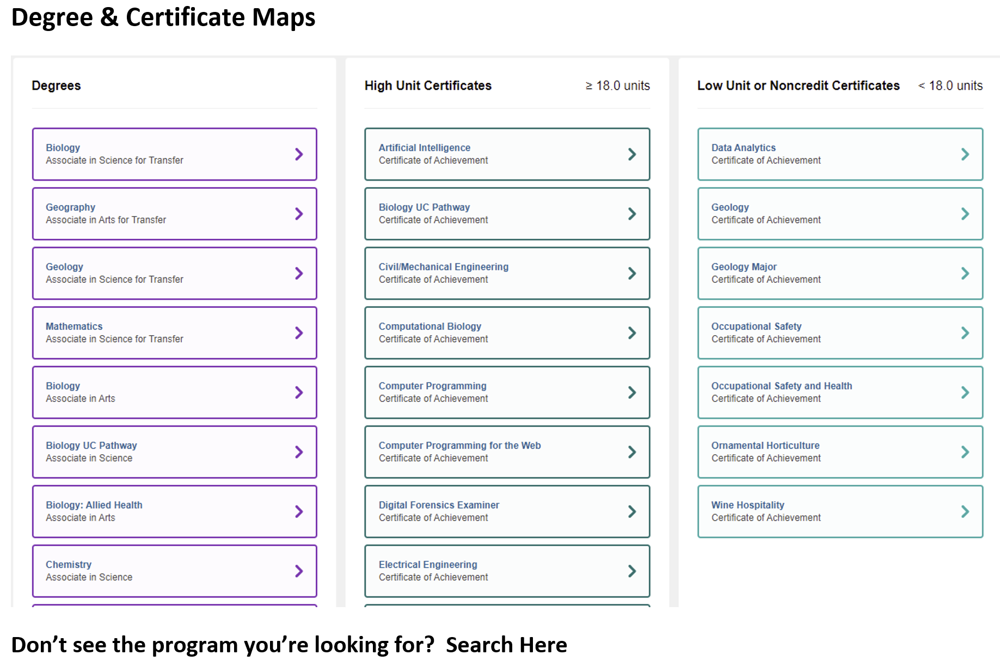 Degree & Certificate Maps
Degrees
Biology
Associate in Science for Transfer
Geography
Associate in Arts for Transfer
Geology
Associate in Science for Transfer
Mathematics
Associate in Science for Transfer
Biology
Associate in Arts
Biology UC Pathway
Associate in Science
Biology: Allied Health
Associate in Arts
Chemistry
Associate in Science
High Unit Certificates ≥ 18.0 units
Artificial Intelligence
Certificate of Achievement
Biology UC Pathway
Certificate of Achievement
Civil/Mechanical Engineering
Certificate of Achievement
Computational Biology
Certificate of Achievement
Computer Programming
Certificate of Achievement
Computer Programming for the Web
Certificate of Achievement
Digital Forensics Examiner
Certificate of Achievement
Electrical Engineering
Certificate of Achievement
Low Unit or Noncredit Certificates < 18.0 units
Data Analytics
Certificate of Achievement
Geology
Certificate of Achievement
Geology Major
Certificate of Achievement
Occupational Safety
Certificate of Achievement
Occupational Safety and Health
Certificate of Achievement
Ornamental Horticulture
Certificate of Achievement
Wine Hospitality
Certificate of Achievement
Don’t see the program you’re looking for? Search Here